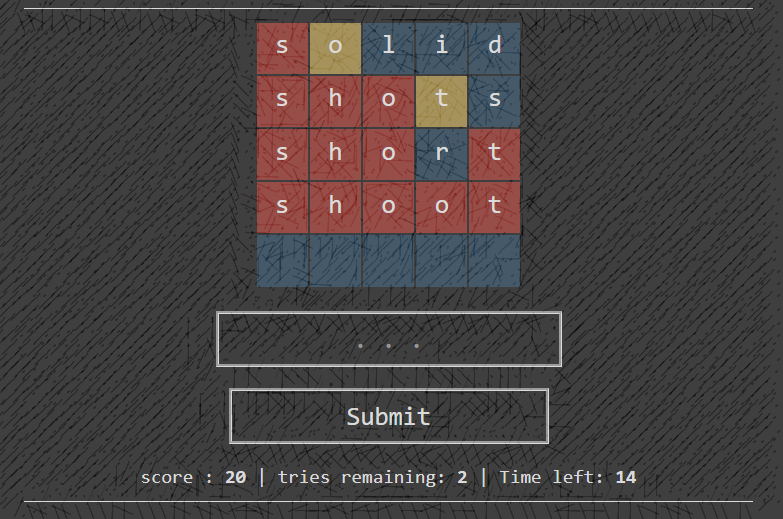 s o l i d
s h o t s
s h o r t
s h o o t
. . .
Submit
score : 20 | tries remaining: 2 | Time left: 14